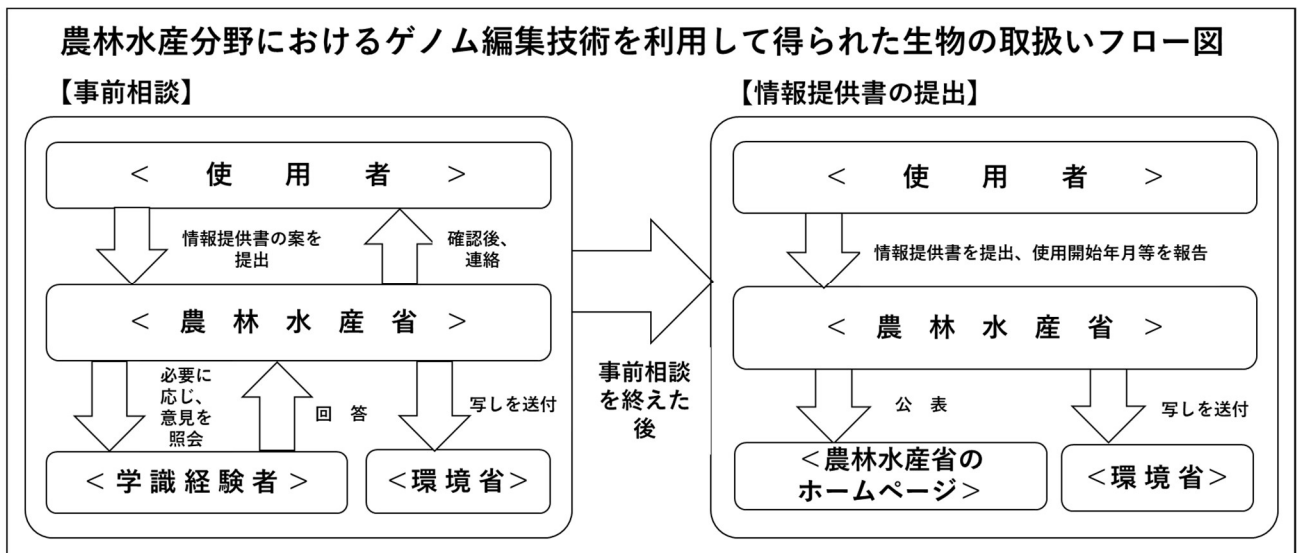 農林水産分野におけるゲノム編集技術を利用して得られた生物の取扱いフロー図
【事前相談】
＜ 使 用 者 ＞
情報提供書の案を
提出
確認後、
連絡
＜ 農 林 水 産 省 ＞
必要に
応じ、
意見を
照会
回 答
写しを送付
＜学識経験者＞
＜環境省＞
事前相談
を終えた
後
【情報提供書の提出】
＜ 使 用 者 ＞
情報提供書を提出、使用開始年月等を報告
＜ 農 林 水 産 省 ＞
公 表
写しを送付
＜農林水産省の
ホームページ＞
＜環境省＞